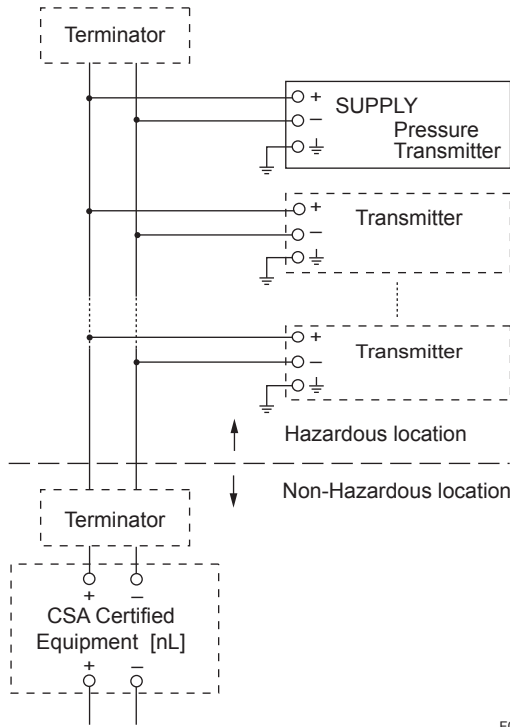 Terminator
+
SUPPLY
−
Pressure
Transmitter
+
Transmitter
−
+
Transmitter
−
Hazardous location
Non-Hazardous location
Terminator
+ −
CSA Certified
Equipment [nL]
+ −